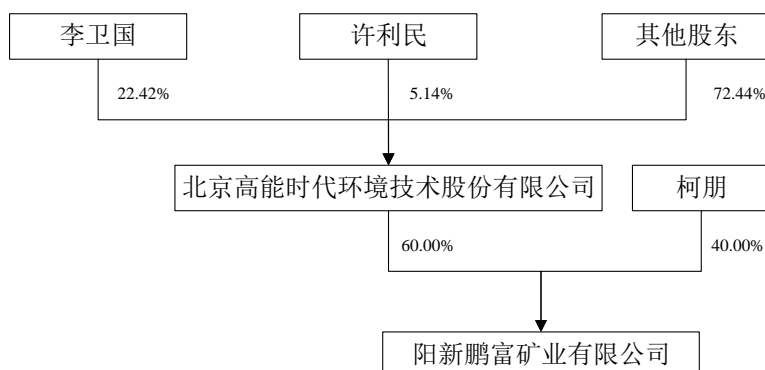 李卫国
许利民
其他股东
22.42%
5.14%
72.44%
北京高能时代环境技术股份有限公司
柯朋
60.00%
40.00%
阳新鹏富矿业有限公司